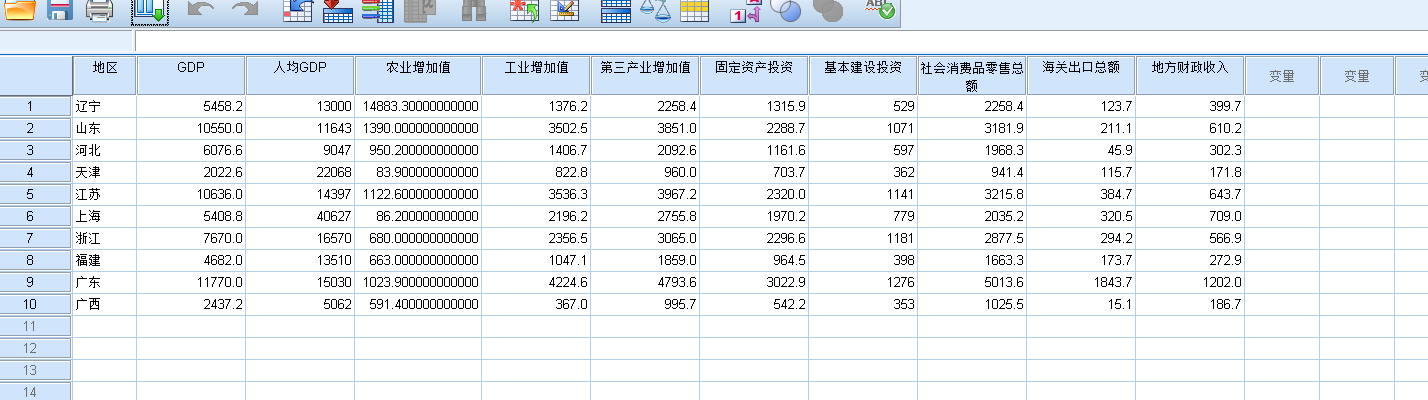 1
ABC
地区 GDP 人均GDP 农业增加值 工业增加值 第三产业增加值 固定资产投资 基本建设投资 社会消费品零售总额 海关出口总额 地方财政收入 变量 变量
1 辽宁 5458.2 13000 14883.30000000000 1376.2 2258.4 1315.9 529 2258.4 123.7 399.7
2 山东 10550.0 11643 1390.000000000000 3502.5 3851.0 2288.7 1071 3181.9 211.1 610.2
3 河北 6076.6 9047 950.200000000000 1406.7 2092.6 1161.6 597 1968.3 45.9 302.3
4 天津 2022.6 22068 83.900000000000 822.8 960.0 703.7 362 941.4 115.7 171.8
5 江苏 10636.0 14397 1122.600000000000 3536.3 3967.2 2320.0 1141 3215.8 384.7 643.7
6 上海 5408.8 40627 86.200000000000 2196.2 2755.8 1970.2 779 2035.2 320.5 709.0
7 浙江 7670.0 16570 680.000000000000 2356.5 3065.0 2296.6 1181 2877.5 294.2 566.9
8 福建 4682.0 13510 663.000000000000 1047.1 1859.0 964.5 398 1663.3 173.7 272.9
9 广东 11770.0 15030 1023.900000000000 4224.6 4793.6 3022.9 1276 5013.6 1843.7 1202.0
10 广西 2437.2 5062 591.400000000000 367.0 995.7 542.2 353 1025.5 15.1 186.7
11
12
13
14